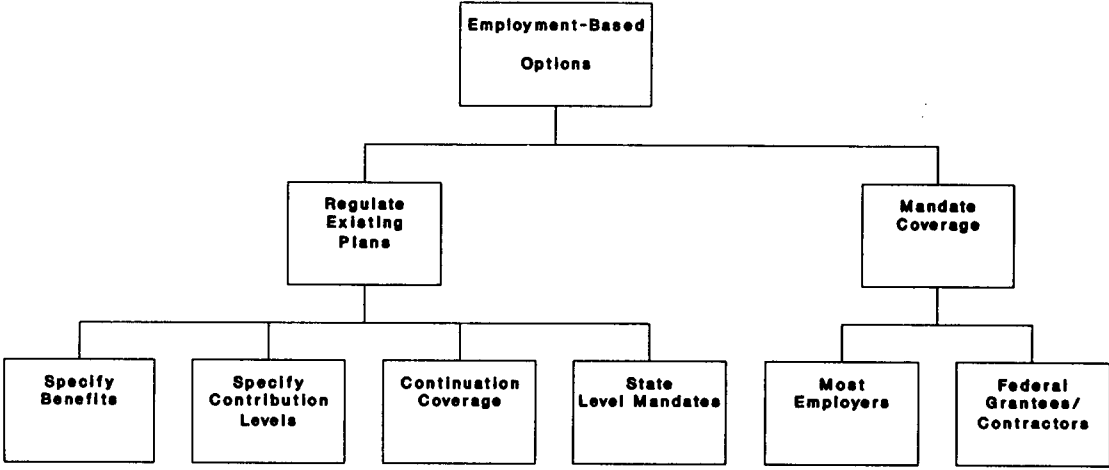 Employment-Based
Options
Regulate
Existing
Plans
Mandate
Coverage
Specify
Benefits
Specify
Contribution
Levels
Continuation
Coverage
State
Level Mandates
Most
Employers
Federal
Grantees/
Contractors